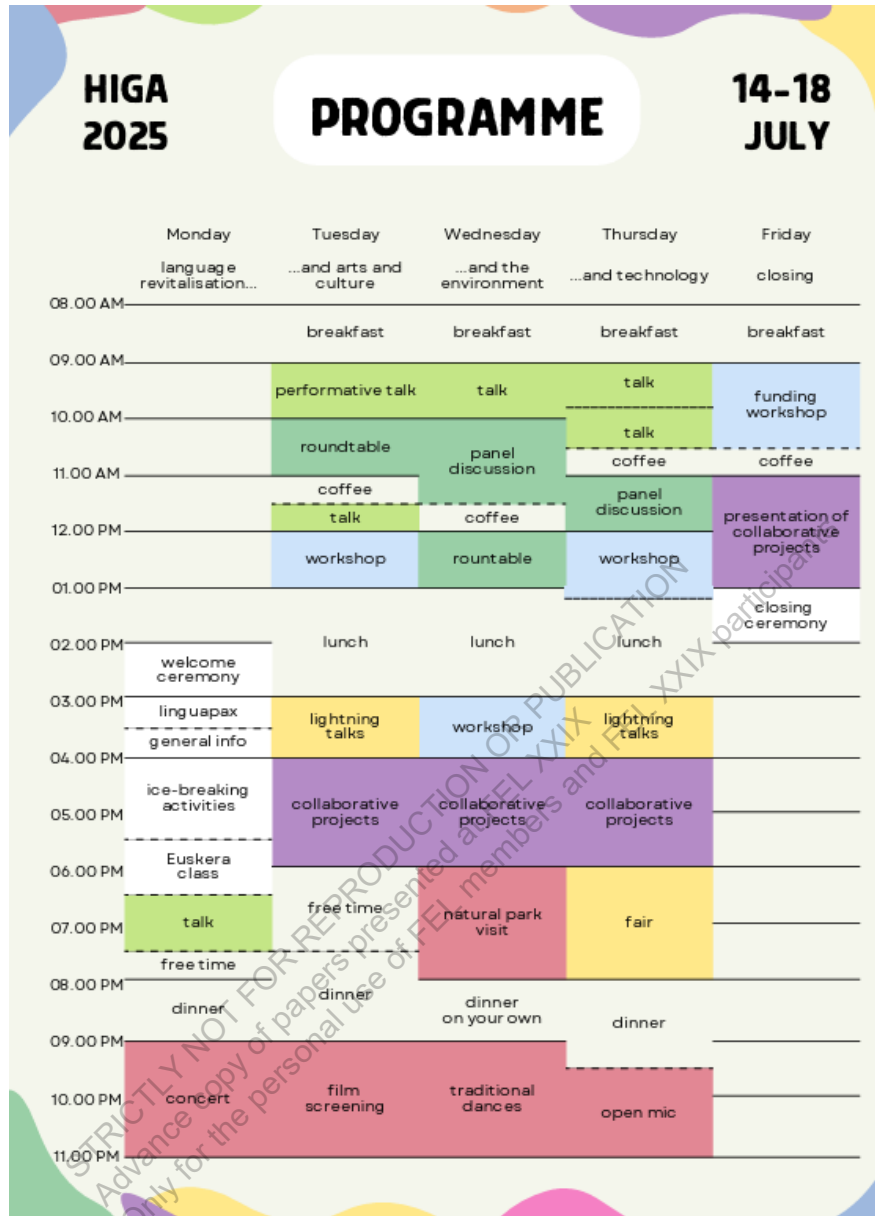 HIGA
2025
PROGRAMME
14-18
JULY
Monday Tuesday Wednesday Thursday Friday
language
revitalisation...
...and arts and
culture
...and the
environment
...and technology
closing
08.00 AM
breakfast breakfast breakfast breakfast
09.00 AM
performative talk
talk
talk
funding
workshop
10.00 AM
talk
roundtable
panel
discussion
coffee coffee
11.00 AM
coffee
panel
discussion
presentation of
collaborative
projects
talk
coffee
12.00 PM
workshop
rountable
workshop
01.00 PM
closing
ceremony
lunch lunch lunch
02.00 PM
welcome
ceremony
03.00 PM
linguapax
lightning
talks
workshop
lightning
talks
general info
04.00 PM
ice-breaking
activities
collaborative
projects
collaborative
projects
collaborative
projects
05.00 PM
Euskera
class
06.00 PM
free time
natural park
visit
fair
talk
07.00 PM
free time
08.00 PM
dinner
dinner
dinner
on your own
dinner
09.00 PM
concert
film
screening
traditional
dances
open mic
10.00 PM
11.00 PM
STRICTLY NOT FOR REPRODUCTION OR PUBLICATION
Advance copy of papers presented at FEL XXIX
Only for the personal use of FEL members and FEL XXIX participants